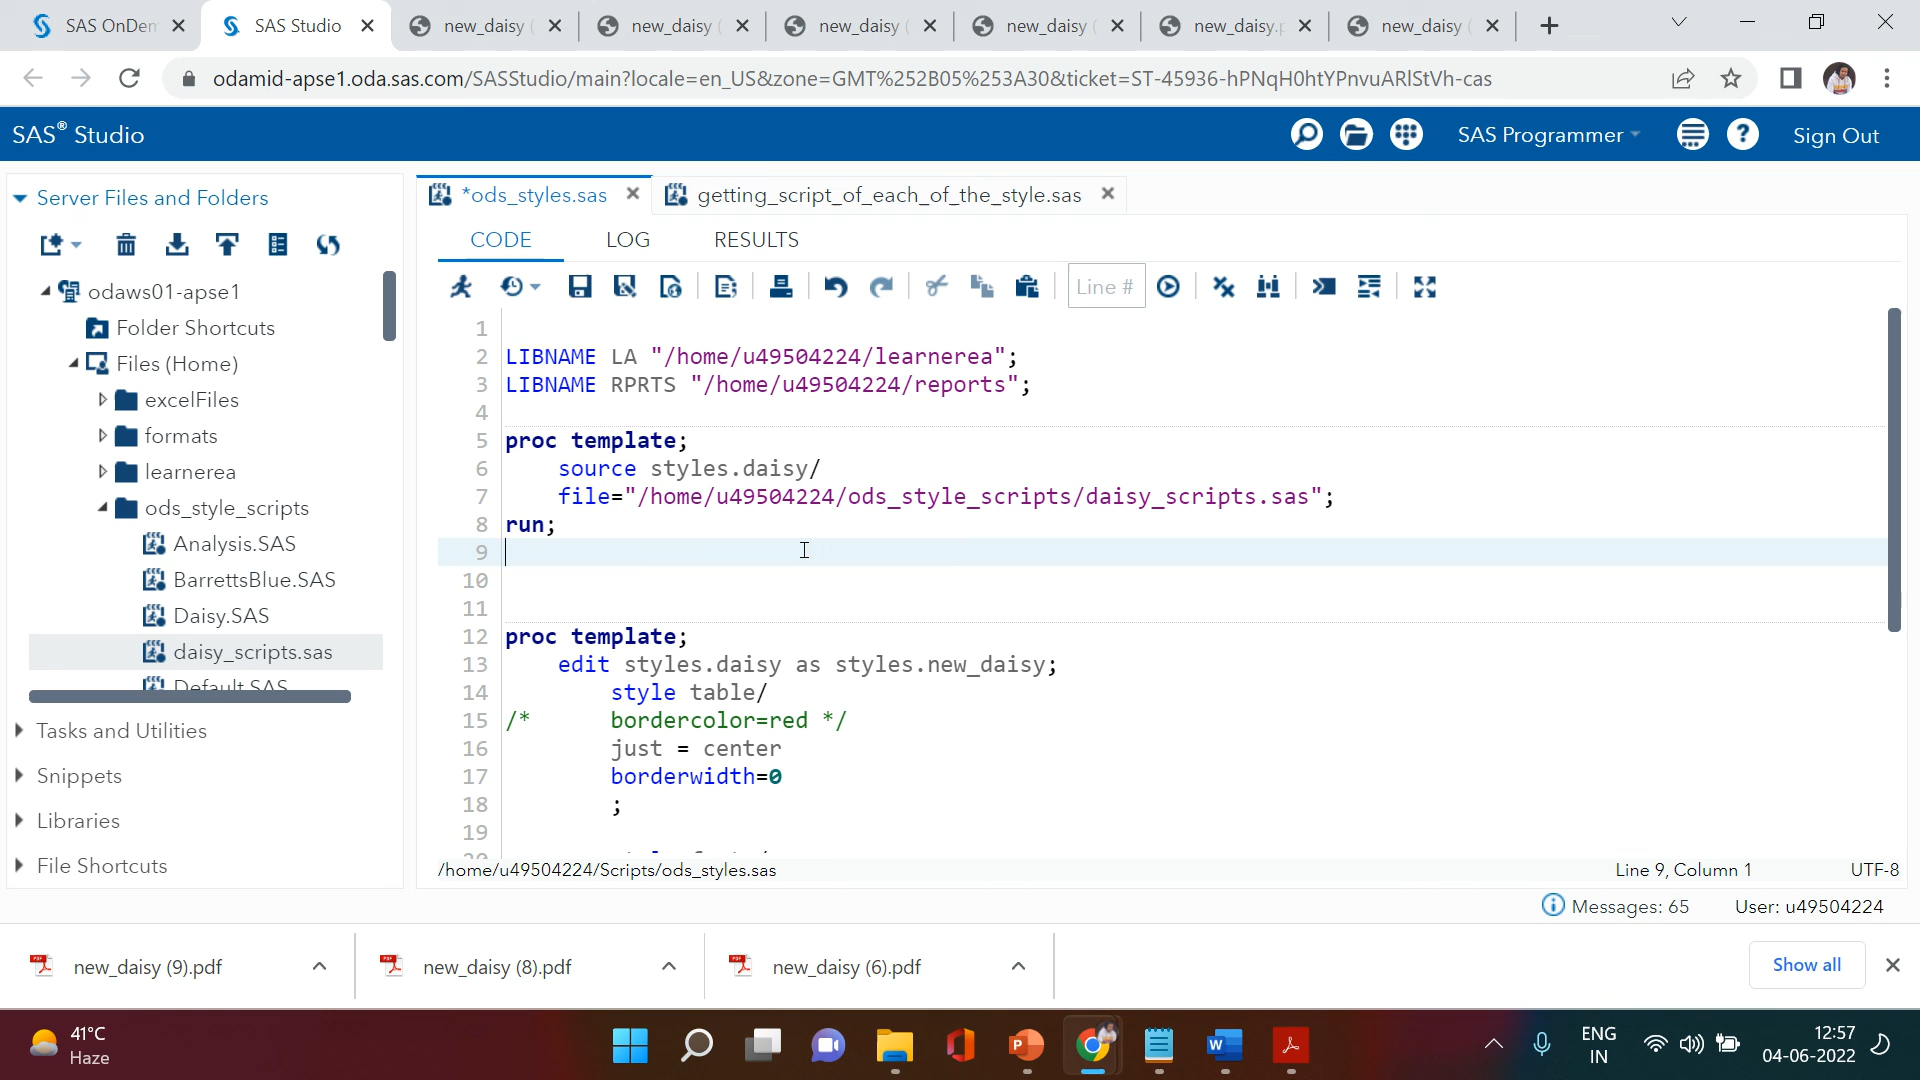 SAS OnDem
SAS Studio
new_daisy (
new_daisy (
new_daisy (
new_daisy (
new_daisy.p
new_daisy (
odamid-apse1.oda.sas.com/SASStudio/main?locale=en_US&zone=GMT%252B05%253A30&ticket=ST-45936-hPNqH0htYPnvuARlStVh-cas
SAS® Studio
SAS Programmer
Sign Out
Server Files and Folders
odaws01-apse1
Folder Shortcuts
Files (Home)
excelFiles
formats
learnerea
ods_style_scripts
Analysis.SAS
BarrettsBlue.SAS
Daisy.SAS
daisy_scripts.sas
Default.SAS
Tasks and Utilities
Snippets
Libraries
File Shortcuts
*ods_styles.sas
getting_script_of_each_of_the_style.sas
CODE LOG RESULTS
Line #
1
2 LIBNAME LA "/home/u49504224/learnerea";
3 LIBNAME RPRTS "/home/u49504224/reports";
4
5 proc template;
6 source styles.daisy/
7 file="/home/u49504224/ods_style_scripts/daisy_scripts.sas";
8 run;
9
10
11
12 proc template;
13 edit styles.daisy as styles.new_daisy;
14 style table/
15 /* bordercolor=red */
16 just = center
17 borderwidth=0
18 ;
19
/home/u49504224/Scripts/ods_styles.sas
Line 9, Column 1
UTF-8
Messages: 65
User: u49504224
new_daisy (9).pdf
new_daisy (8).pdf
new_daisy (6).pdf
Show all
41°C
Haze
ENG
IN
12:57
04-06-2022